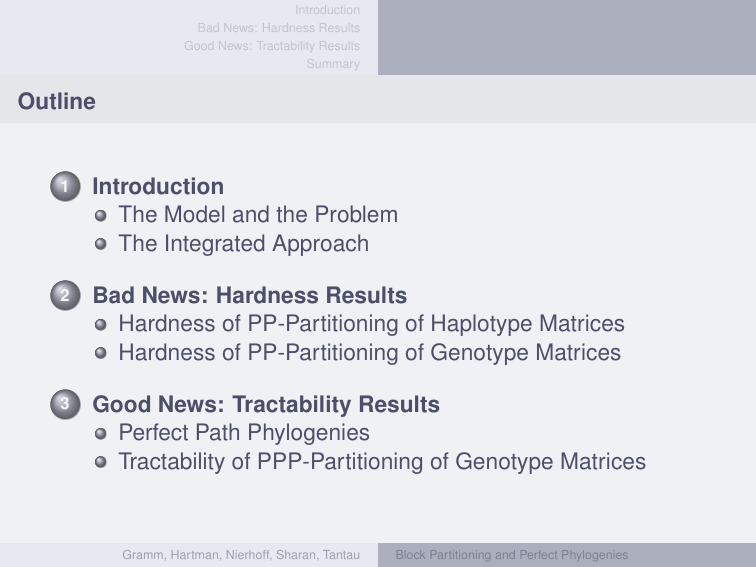 Introduction
Bad News: Hardness Results
Good News: Tractability Results
Summary
Outline
1 Introduction
The Model and the Problem
The Integrated Approach
2 Bad News: Hardness Results
Hardness of PP-Partitioning of Haplotype Matrices
Hardness of PP-Partitioning of Genotype Matrices
3 Good News: Tractability Results
Perfect Path Phylogenies
Tractability of PPP-Partitioning of Genotype Matrices
Gramm, Hartman, Nierhoff, Sharan, Tantau
Block Partitioning and Perfect Phylogenies